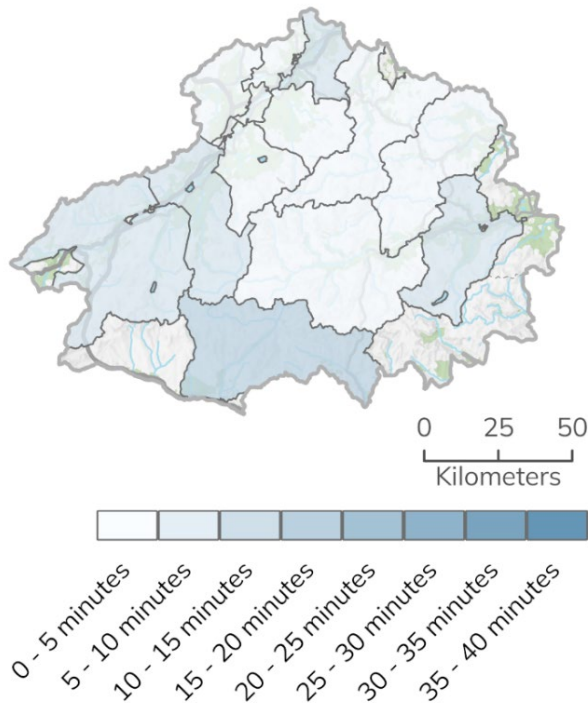 0 25 50
Kilometers
0 - 5 minutes
5 - 10 minutes
10 - 15 minutes
15 - 20 minutes
20 - 25 minutes
25 - 30 minutes
30 - 35 minutes
35 - 40 minutes